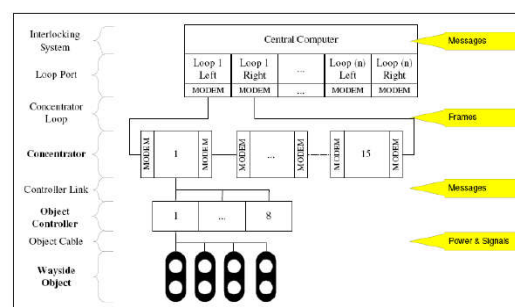 Interlocking
System
Central Computer
Messages
Loop Port
Loop 1
Left
Loop 1
Right
...
Loop (n)
Left
Loop (n)
Right
MODEM
MODEM
...
MODEM
MODEM
Concentrator
Loop
Frames
Concentrator
MODEM
1
MODEM
MODEM
...
MODEM
MODEM
15
MODEM
Controller Link
Messages
Object
Controller
1
...
8
Object Cable
Power & Signals
Wayside
Object